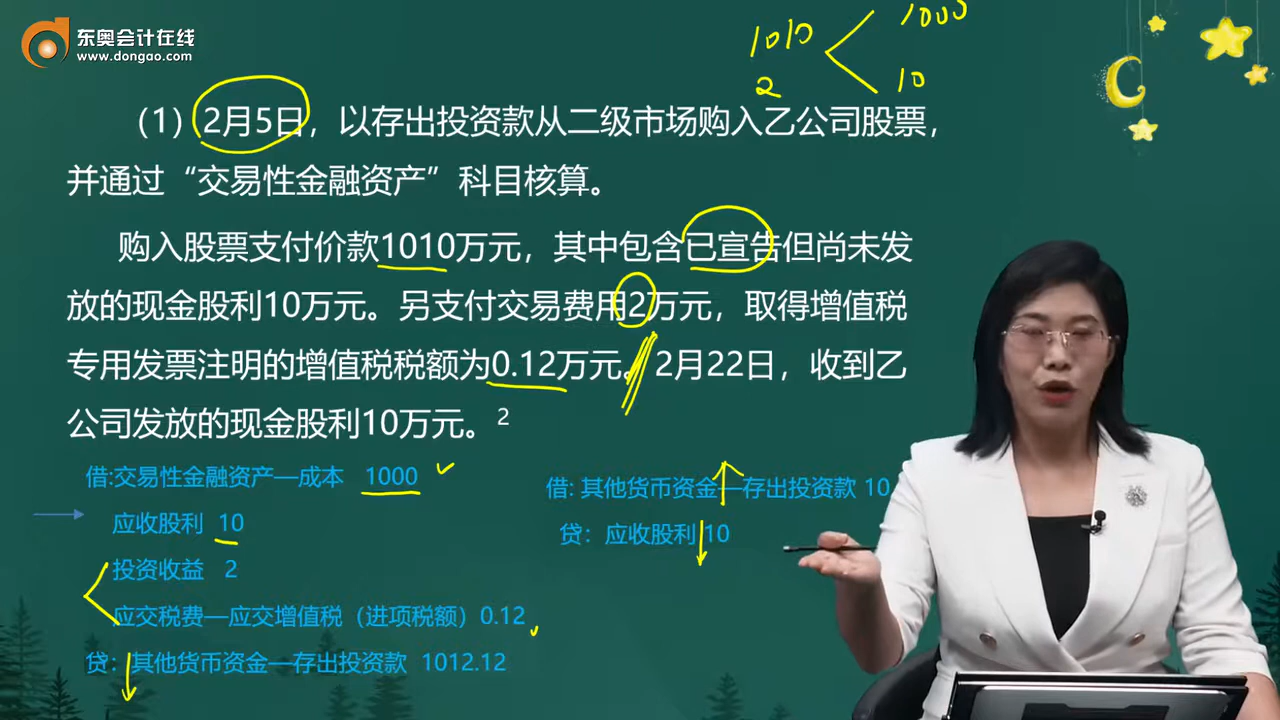 东奥会计在线
www.dongao.com
1010
1000
2
10
（1）2月5日，以存出投资款从二级市场购入乙公司股票，
并通过“交易性金融资产”科目核算。
购入股票支付价款1010万元，其中包含已宣告但尚未发
放的现金股利10万元。另支付交易费用2万元，取得增值税
专用发票注明的增值税税额为0.12万元。2月22日，收到乙
公司发放的现金股利10万元。2
借:交易性金融资产—成本 1000
应收股利 10
投资收益 2
应交税费—应交增值税（进项税额）0.12
贷：其他货币资金—存出投资款 1012.12
借: 其他货币资金—存出投资款 10
贷：应收股利 10